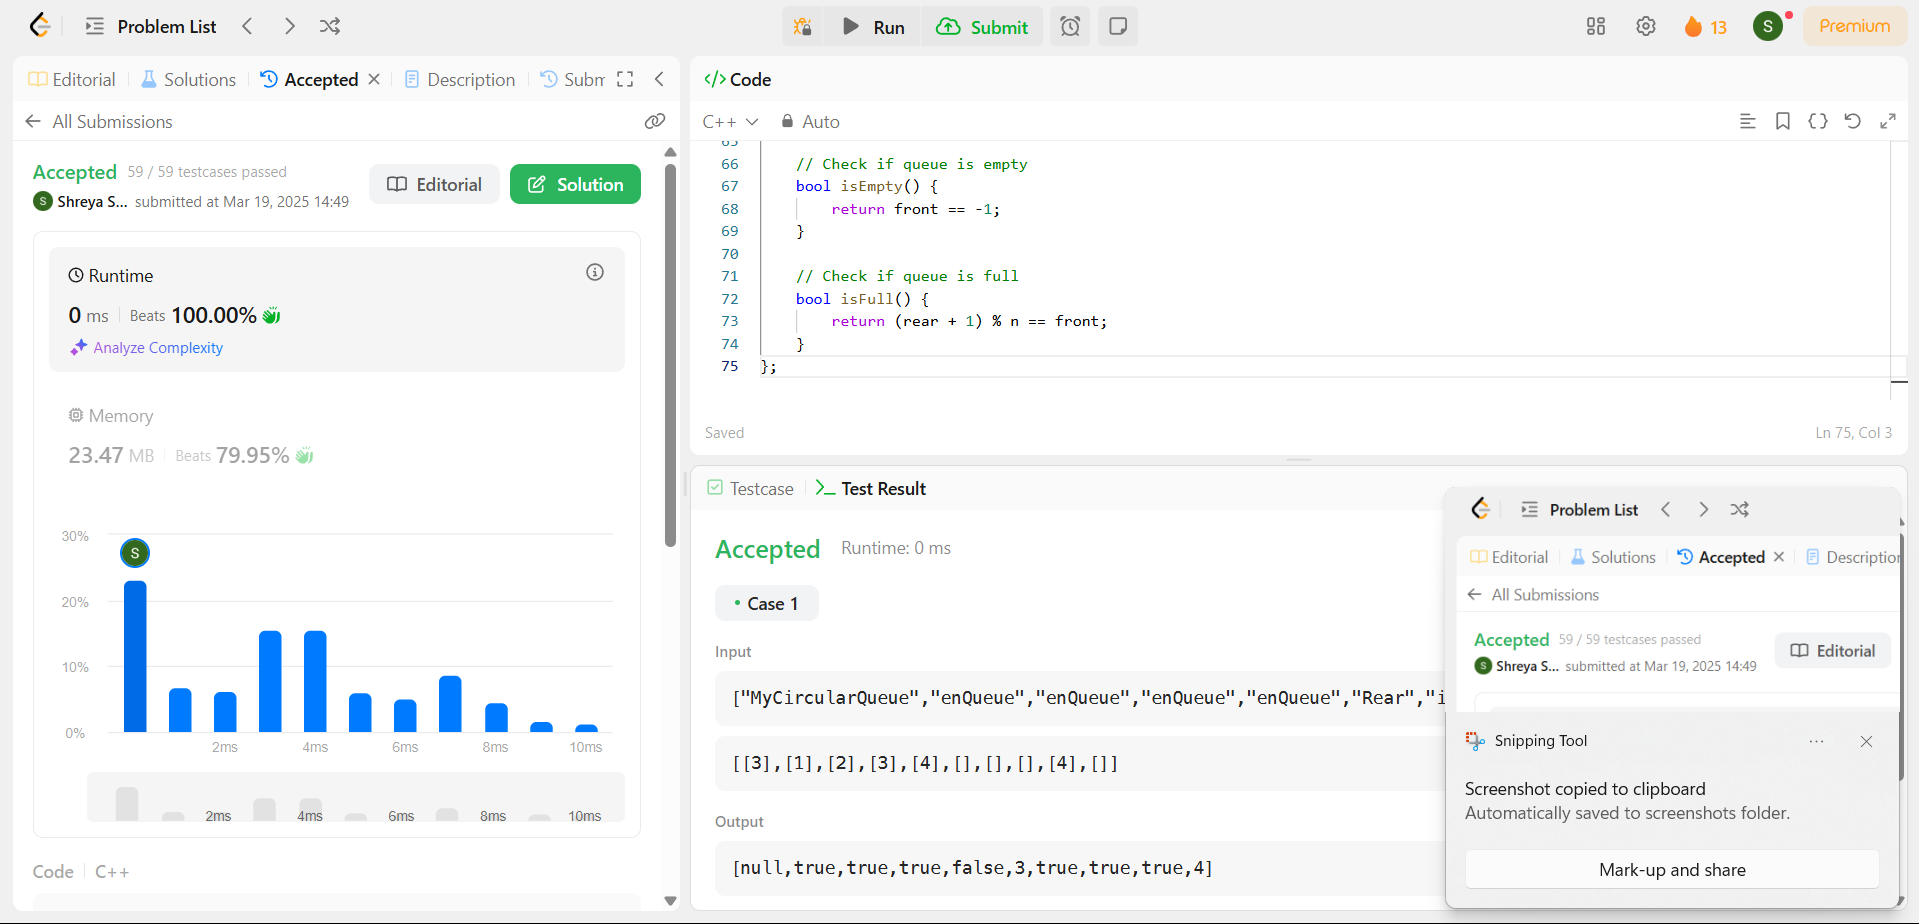 Problem List
Run
Submit
13
S
Premium
Editorial
Solutions
Accepted
Description
Subm
All Submissions
Accepted 59 / 59 testcases passed
S Shreya S... submitted at Mar 19, 2025 14:49
Editorial
Solution
Runtime
0 ms Beats 100.00%
Analyze Complexity
Memory
23.47 MB Beats 79.95%
30%
20%
10%
0%
S
2ms 4ms 6ms 8ms 10ms
2ms 4ms 6ms 8ms 10ms
Code C++
</> Code
C++ Auto
65
66 // Check if queue is empty
67 bool isEmpty() {
68 return front == -1;
69 }
70
71 // Check if queue is full
72 bool isFull() {
73 return (rear + 1) % n == front;
74 }
75 };
Saved
Ln 75, Col 3
Testcase
Test Result
Accepted Runtime: 0 ms
Case 1
Input
["MyCircularQueue","enQueue","enQueue","enQueue","enQueue","Rear","i
[[3],[1],[2],[3],[4],[],[],[],[4],[]]
Output
[null,true,true,true,false,3,true,true,true,4]
Problem List
Editorial
Solutions
Accepted
Description
All Submissions
Accepted 59 / 59 testcases passed
S Shreya S... submitted at Mar 19, 2025 14:49
Editorial
Snipping Tool
Screenshot copied to clipboard
Automatically saved to screenshots folder.
Mark-up and share